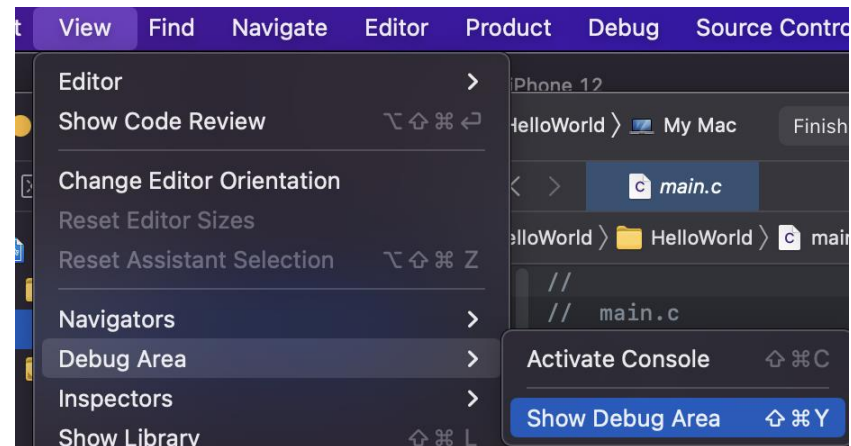 View Find Navigate Editor Product Debug Source Contro
Editor
iPhone 12
Show Code Review ⌥⇧⌘↩
HelloWorld 〉 My Mac Finish
Change Editor Orientation
main.c
Reset Editor Sizes
elloWorld 〉 HelloWorld 〉 main
Reset Assistant Selection ⌥⇧⌘ Z
//
Navigators
// main.c
Debug Area
Activate Console ⇧⌘C
Inspectors
Show Debug Area ⇧⌘Y
Show Library ⇧⌘ L